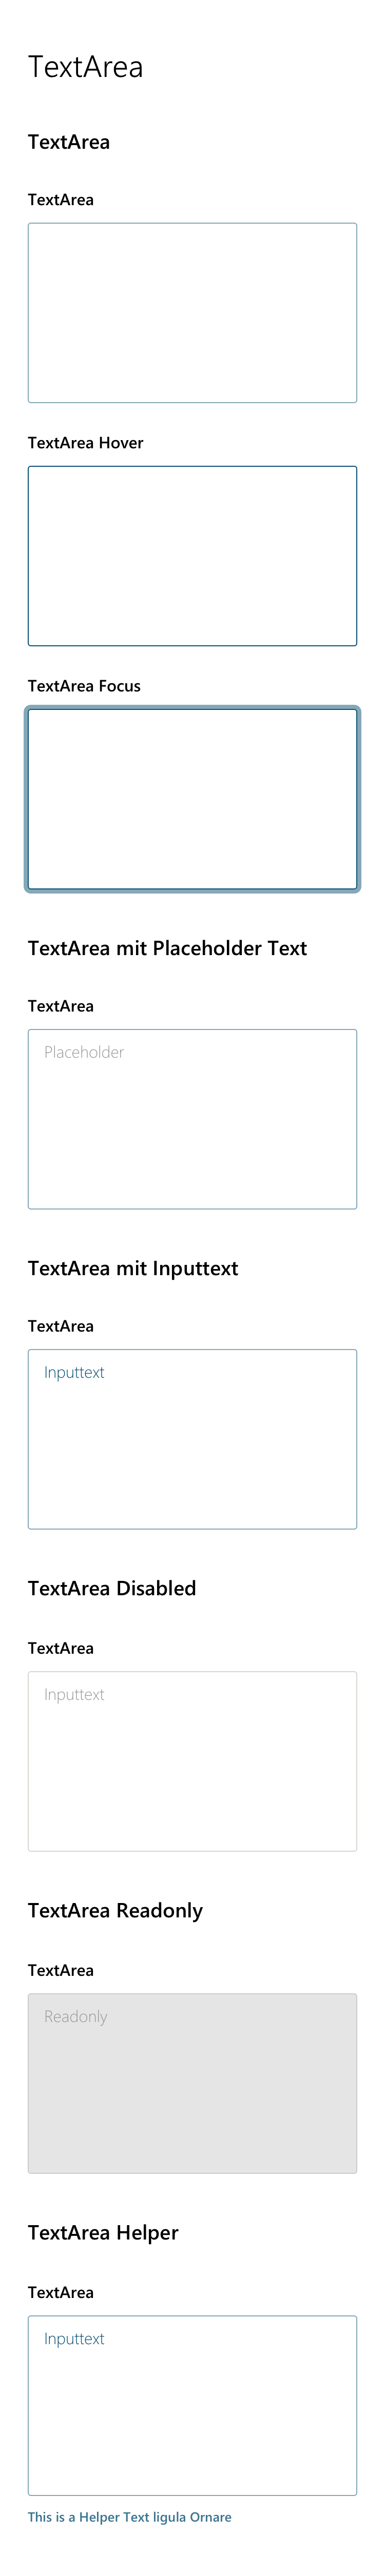 TextArea
TextArea
TextArea
TextArea Hover
TextArea Focus
TextArea mit Placeholder Text
TextArea
Placeholder
TextArea mit Inputtext
TextArea
Inputtext
TextArea Disabled
TextArea
Inputtext
TextArea Readonly
TextArea
Readonly
TextArea Helper
TextArea
Inputtext
This is a Helper Text ligula Ornare